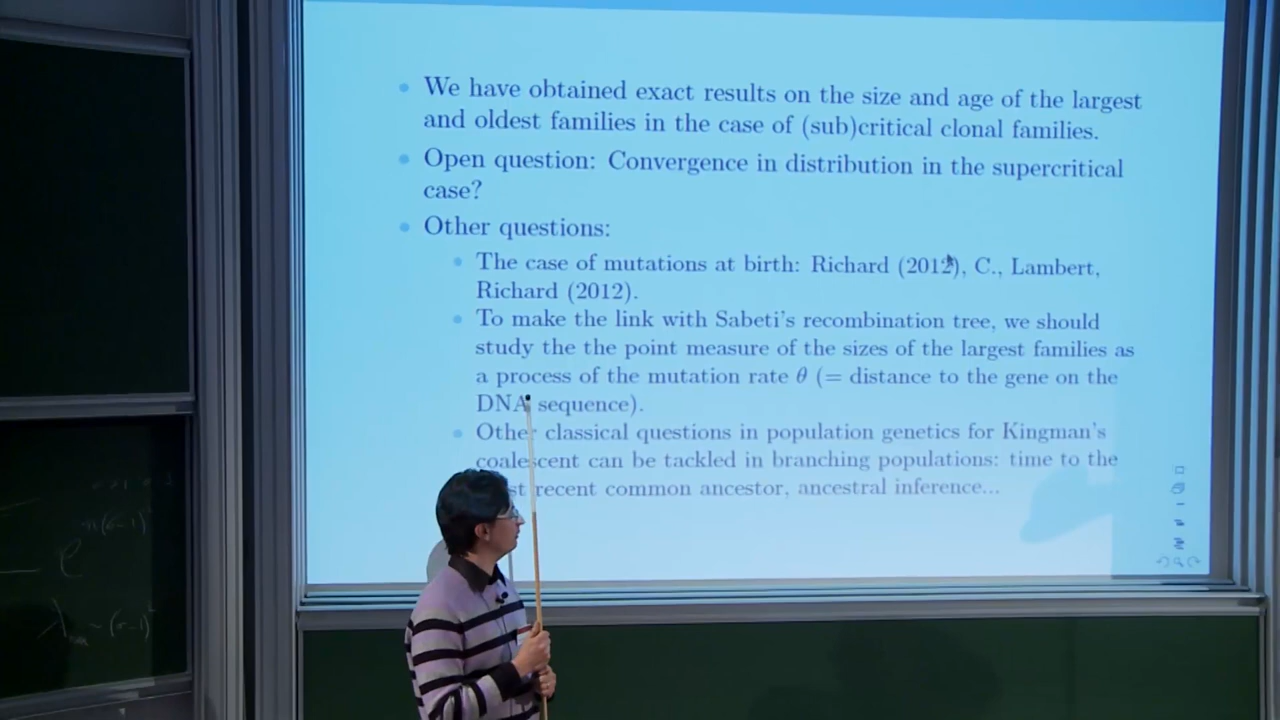 We have obtained exact results on the size and age of the largest
and oldest families in the case of (sub)critical clonal families.
Open question: Convergence in distribution in the supercritical
case?
Other questions:
The case of mutations at birth: Richard (2012), C., Lambert,
Richard (2012).
To make the link with Sabeti's recombination tree, we should
study the the point measure of the sizes of the largest families as
a process of the mutation rate θ (= distance to the gene on the
DNA sequence).
Other classical questions in population genetics for Kingman's
coalescent can be tackled in branching populations: time to the
recent common ancestor, ancestral inference...